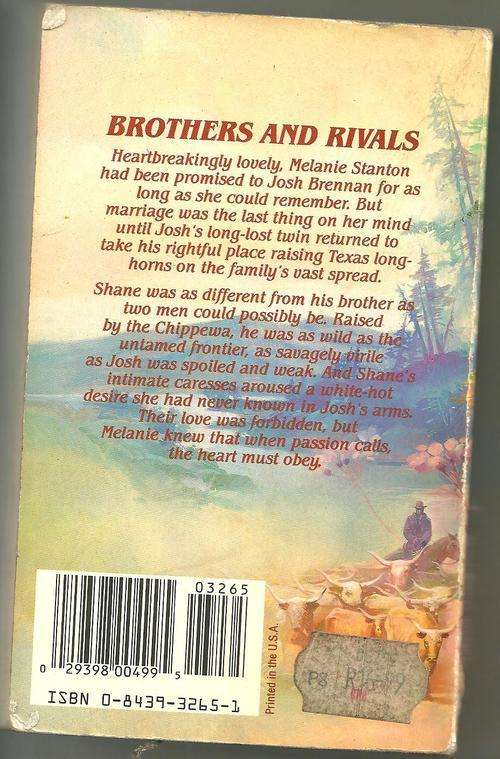 BROTHERS AND RIVALS
Heartbreakingly lovely, Melanie Stanton
had been promised to Josh Brennan for as
long as she could remember. But
marriage was the last thing on her mind
until Josh's long-lost twin returned to
take his rightful place raising Texas long-
horns on the family's vast spread.
Shane was as different from his brother as
two men could possibly be. Raised
by the Chippewa, he was as wild as the
untamed frontier, as savagely virile
as Josh was spoiled and weak. And Shane's
intimate caresses aroused a white-hot
desire she had never known in Josh's arms.
Their love was forbidden, but
Melanie knew that when passion calls,
the heart must obey.
03265
0 29398 00499 5
ISBN 0-8439-3265-1
Printed in the U.S.A.